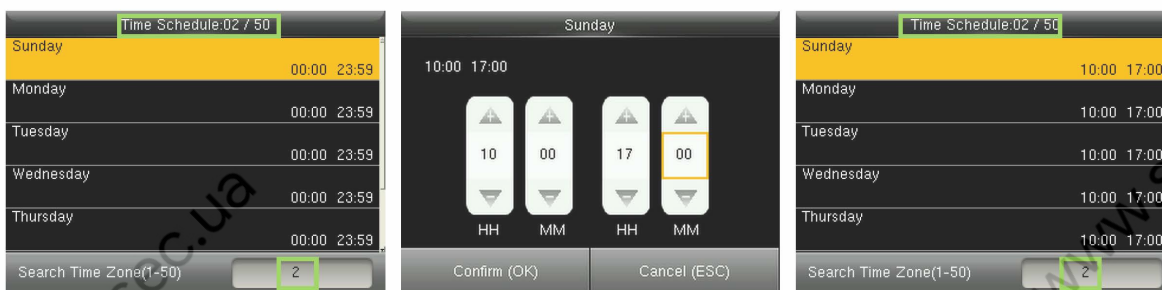 Time Schedule:02 / 50
Sunday
00:00 23:59
Monday
00:00 23:59
Tuesday
00:00 23:59
Wednesday
00:00 23:59
Thursday
00:00 23:59
Search Time Zone(1-50) 2
Sunday
10:00 17:00
10 00 17 00
HH MM HH MM
Confirm (OK) Cancel (ESC)
Time Schedule:02 / 50
Sunday
10:00 17:00
Monday
10:00 17:00
Tuesday
10:00 17:00
Wednesday
10:00 17:00
Thursday
10:00 17:00
Search Time Zone(1-50) 2
sec.ua
www.s